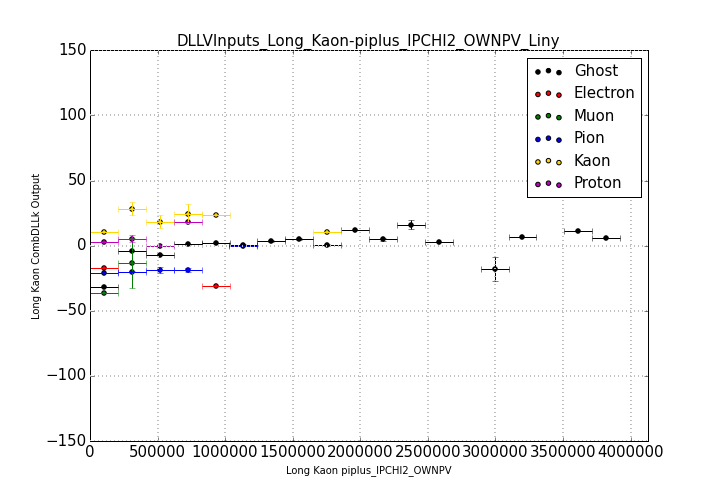 DLLVInputs_Long_Kaon-piplus_IPCHI2_OWNPV_Liny
150
100
50
0
−50
−100
−150
Long Kaon CombDLLk Output
Ghost
Electron
Muon
Pion
Kaon
Proton
0 500000 1000000 1500000 2000000 2500000 3000000 3500000 4000000
Long Kaon piplus_IPCHI2_OWNPV